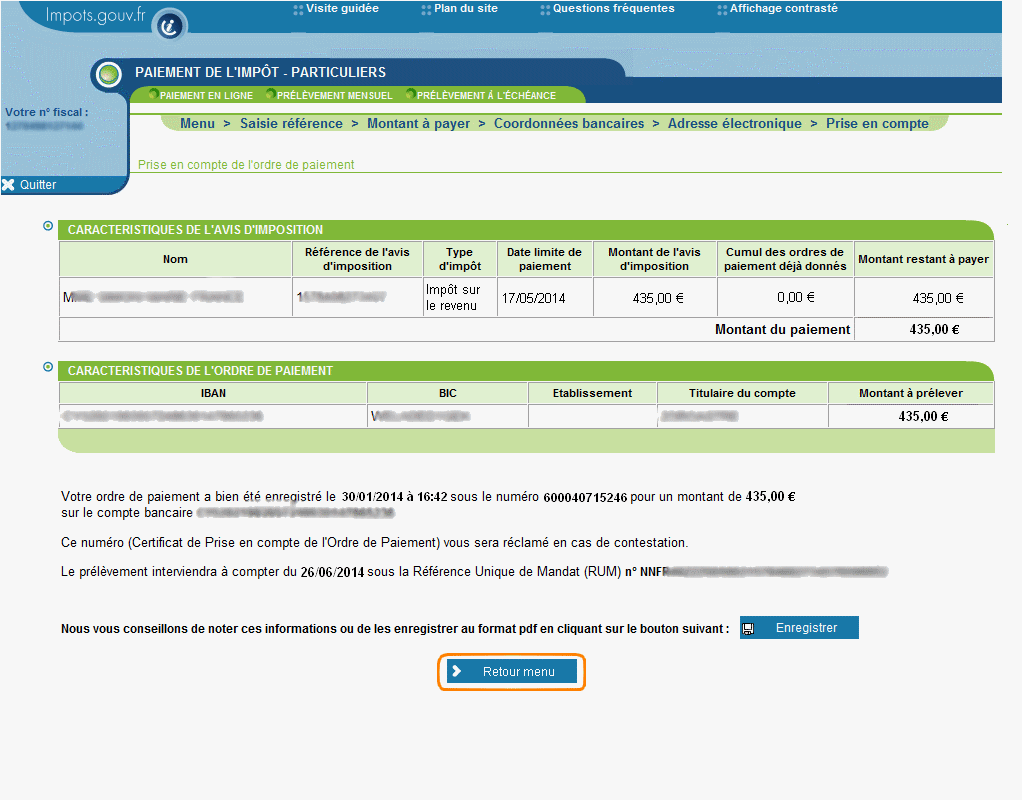 Impots.gouv.fr
Visite guidée Plan du site Questions fréquentes Affichage contrasté
PAIEMENT DE L'IMPÔT - PARTICULIERS
PAIEMENT EN LIGNE PRÉLÈVEMENT MENSUEL PRÉLÈVEMENT À L'ÉCHÉANCE
Votre n° fiscal :
Menu > Saisie référence > Montant à payer > Coordonnées bancaires > Adresse électronique > Prise en compte
Prise en compte de l'ordre de paiement
Quitter
CARACTERISTIQUES DE L'AVIS D'IMPOSITION
Nom Référence de l'avis d'imposition Type d'impôt Date limite de paiement Montant de l'avis d'imposition Cumul des ordres de paiement déjà donnés Montant restant à payer
Impôt sur le revenu 17/05/2014 435,00 € 0,00 € 435,00 €
Montant du paiement 435,00 €
CARACTERISTIQUES DE L'ORDRE DE PAIEMENT
IBAN BIC Etablissement Titulaire du compte Montant à prélever
435,00 €
Votre ordre de paiement a bien été enregistré le 30/01/2014 à 16:42 sous le numéro 600040715246 pour un montant de 435,00 €
sur le compte bancaire
Ce numéro (Certificat de Prise en compte de l'Ordre de Paiement) vous sera réclamé en cas de contestation.
Le prélèvement interviendra à compter du 26/06/2014 sous la Référence Unique de Mandat (RUM) n°
Nous vous conseillons de noter ces informations ou de les enregistrer au format pdf en cliquant sur le bouton suivant : Enregistrer
Retour menu